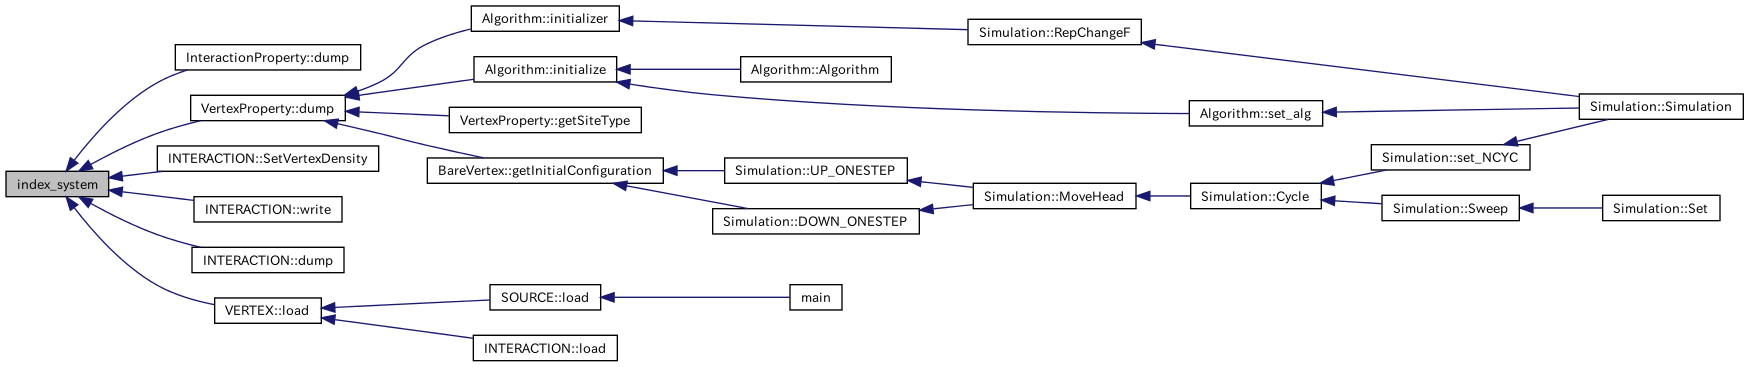 index_system
InteractionProperty::dump
VertexProperty::dump
INTERACTION::SetVertexDensity
INTERACTION::write
INTERACTION::dump
VERTEX::load
Algorithm::initializer
Algorithm::initialize
VertexProperty::getSiteType
BareVertex::getInitialConfiguration
SOURCE::load
INTERACTION::load
Algorithm::Algorithm
Simulation::UP_ONESTEP
Simulation::DOWN_ONESTEP
main
Simulation::RepChangeF
Simulation::MoveHead
Algorithm::set_alg
Simulation::Cycle
Simulation::set_NCYC
Simulation::Sweep
Simulation::Simulation
Simulation::Set